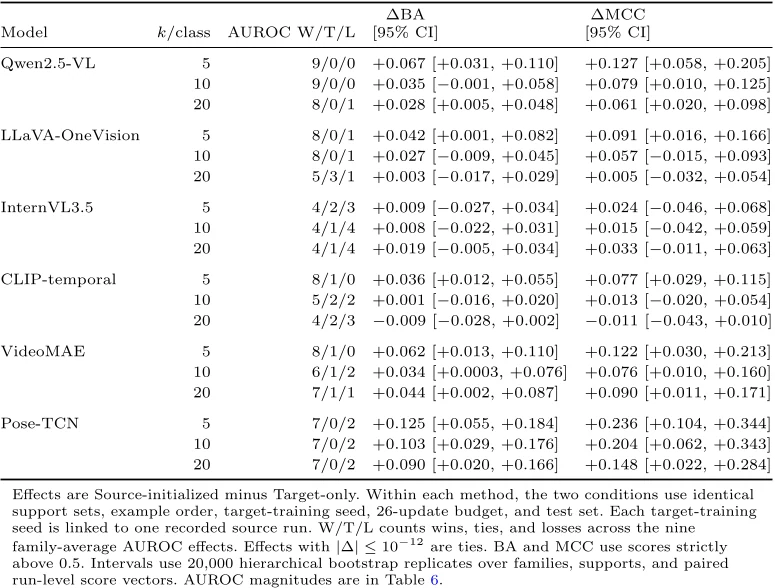 ΔBA ΔMCC
Model k/class AUROC W/T/L [95% CI] [95% CI]
Qwen2.5-VL 5 9/0/0 +0.067 [+0.031, +0.110] +0.127 [+0.058, +0.205]
10 9/0/0 +0.035 [−0.001, +0.058] +0.079 [+0.010, +0.125]
20 8/0/1 +0.028 [+0.005, +0.048] +0.061 [+0.020, +0.098]
LLaVA-OneVision 5 8/0/1 +0.042 [+0.001, +0.082] +0.091 [+0.016, +0.166]
10 8/0/1 +0.027 [−0.009, +0.045] +0.057 [−0.015, +0.093]
20 5/3/1 +0.003 [−0.017, +0.029] +0.005 [−0.032, +0.054]
InternVL3.5 5 4/2/3 +0.009 [−0.027, +0.034] +0.024 [−0.046, +0.068]
10 4/1/4 +0.008 [−0.022, +0.031] +0.015 [−0.042, +0.059]
20 4/1/4 +0.019 [−0.005, +0.034] +0.033 [−0.011, +0.063]
CLIP-temporal 5 8/1/0 +0.036 [+0.012, +0.055] +0.077 [+0.029, +0.115]
10 5/2/2 +0.001 [−0.016, +0.020] +0.013 [−0.020, +0.054]
20 4/2/3 −0.009 [−0.028, +0.002] −0.011 [−0.043, +0.010]
VideoMAE 5 8/1/0 +0.062 [+0.013, +0.110] +0.122 [+0.030, +0.213]
10 6/1/2 +0.034 [+0.0003, +0.076] +0.076 [+0.010, +0.160]
20 7/1/1 +0.044 [+0.002, +0.087] +0.090 [+0.011, +0.171]
Pose-TCN 5 7/0/2 +0.125 [+0.055, +0.184] +0.236 [+0.104, +0.344]
10 7/0/2 +0.103 [+0.029, +0.176] +0.204 [+0.062, +0.343]
20 7/0/2 +0.090 [+0.020, +0.166] +0.148 [+0.022, +0.284]
Effects are Source-initialized minus Target-only. Within each method, the two conditions use identical
support sets, example order, target-training seed, 26-update budget, and test set. Each target-training
seed is linked to one recorded source run. W/T/L counts wins, ties, and losses across the nine
family-average AUROC effects. Effects with |Δ| ≤ 10⁻¹² are ties. BA and MCC use scores strictly
above 0.5. Intervals use 20,000 hierarchical bootstrap replicates over families, supports, and paired
run-level score vectors. AUROC magnitudes are in Table 6.